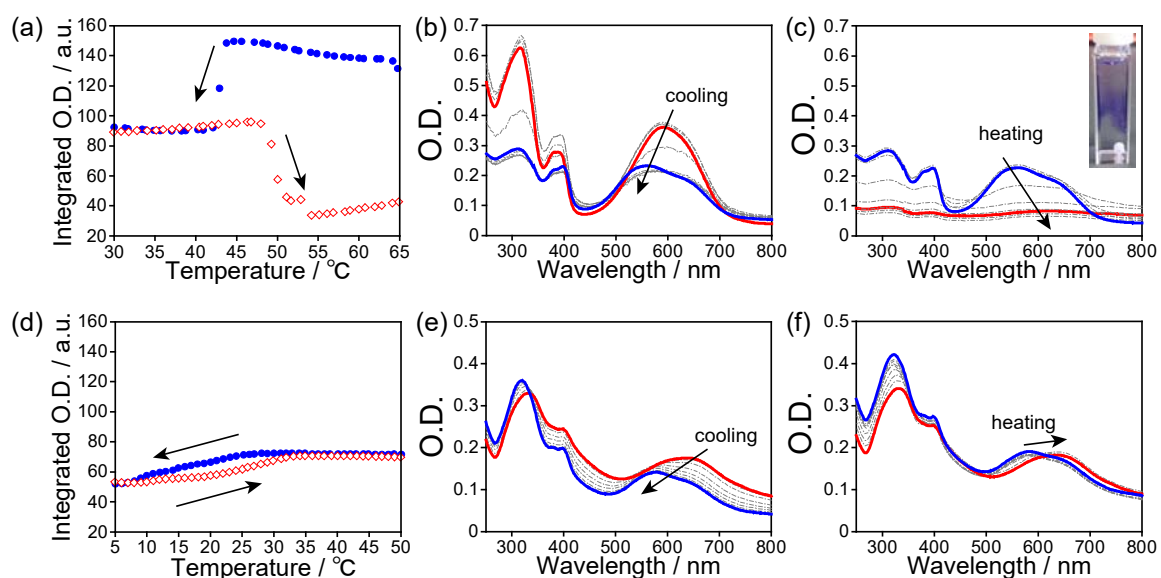 (a)
160
140
120
100
80
60
40
20
30 35 40 45 50 55 60 65
Temperature / °C
Integrated O.D. / a.u.
(b)
0.7
0.6
0.5
0.4
0.3
0.2
0.1
0
300 400 500 600 700 800
Wavelength / nm
O.D.
cooling
(c)
0.7
0.6
0.5
0.4
0.3
0.2
0.1
0
300 400 500 600 700 800
Wavelength / nm
O.D.
heating
(d)
160
140
120
100
80
60
40
20
5 10 15 20 25 30 35 40 45 50
Temperature / °C
Integrated O.D. / a.u.
(e)
0.5
0.4
0.3
0.2
0.1
0
300 400 500 600 700 800
Wavelength / nm
O.D.
cooling
(f)
0.5
0.4
0.3
0.2
0.1
0
300 400 500 600 700 800
Wavelength / nm
O.D.
heating